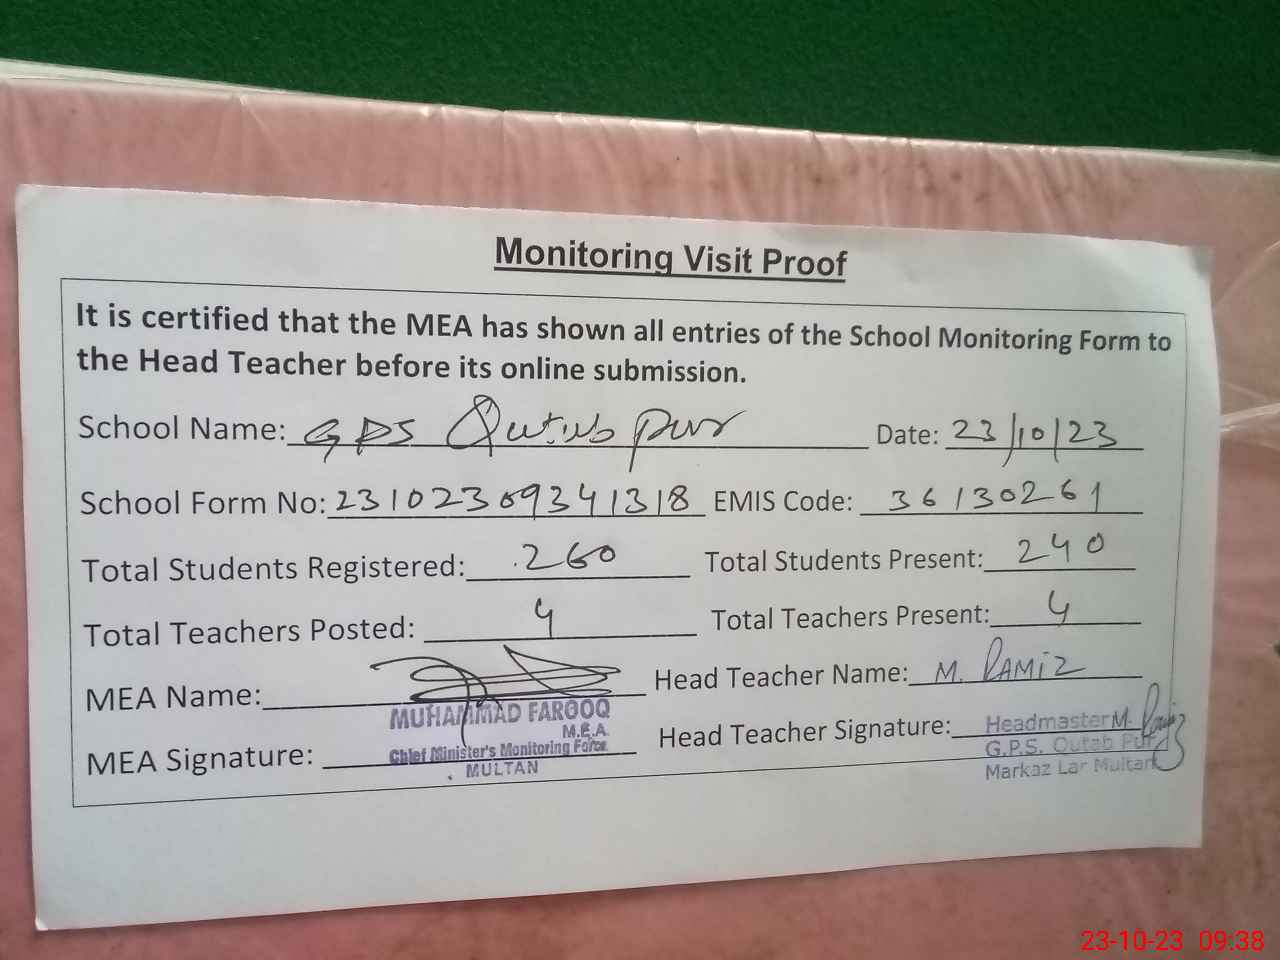 Monitoring Visit Proof
It is certified that the MEA has shown all entries of the School Monitoring Form to
the Head Teacher before its online submission.
School Name: GPS Qutub pur Date: 23/10/23
School Form No: 23102309341318 EMIS Code: 36130261
Total Students Registered: 260 Total Students Present: 240
Total Teachers Posted: 4 Total Teachers Present: 4
MEA Name: Head Teacher Name: M. RAMiZ
MUHAMMAD FAROOQ
M.E.A.
MEA Signature: Chief Minister's Monitoring Force
MULTAN
Head Teacher Signature: Headmaster M. Ramiz
G.P.S. Qutab Pur
Markaz Lar Multan
23-10-23 09:38